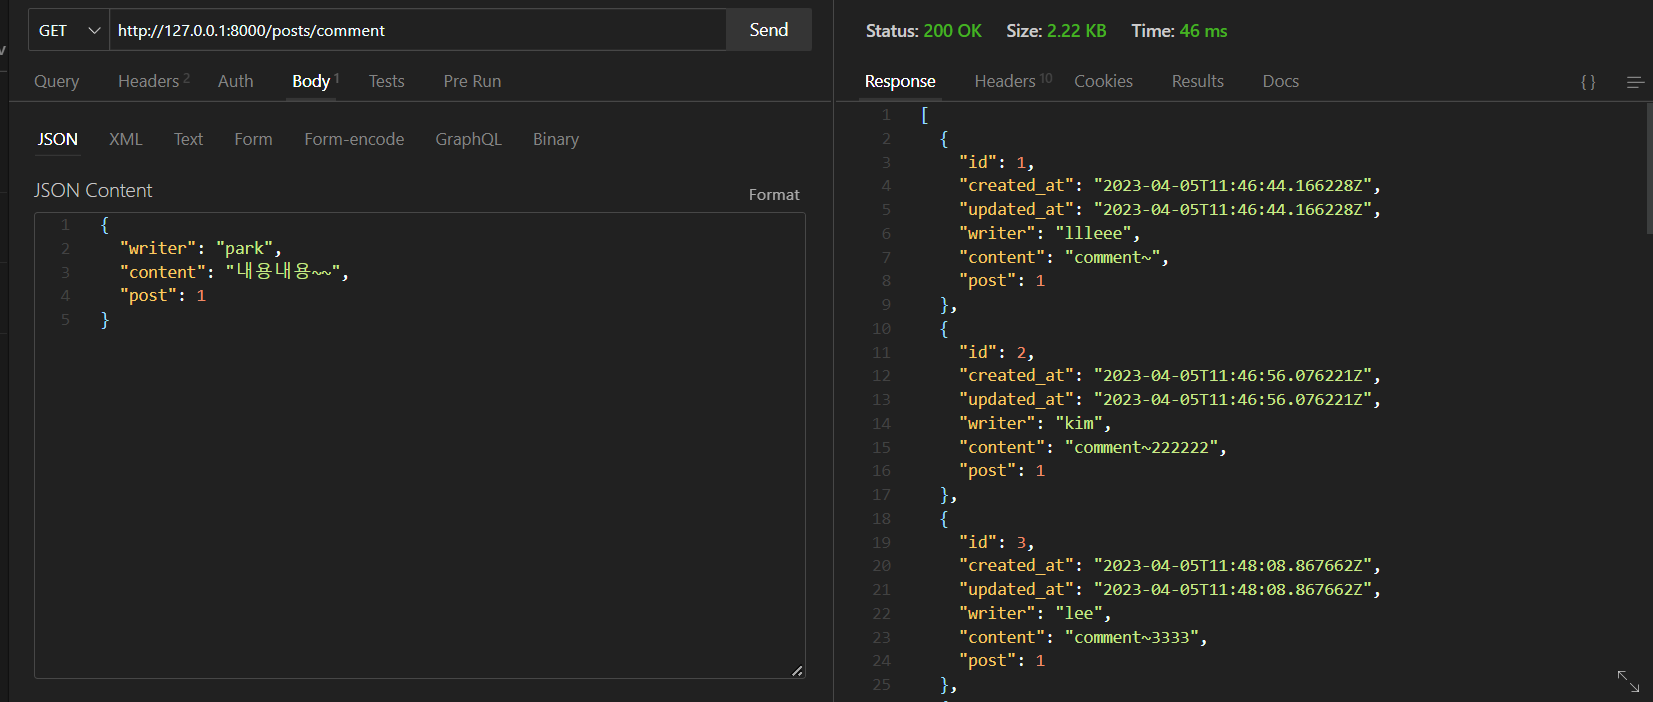 GET
http://127.0.0.1:8000/posts/comment
Send
Query
Headers 2
Auth
Body 1
Tests
Pre Run
JSON
XML
Text
Form
Form-encode
GraphQL
Binary
JSON Content
Format
1 {
2 "writer": "park",
3 "content": "내용내용~~",
4 "post": 1
5 }
Status: 200 OK
Size: 2.22 KB
Time: 46 ms
Response
Headers 10
Cookies
Results
Docs
{ }
1 [
2 {
3 "id": 1,
4 "created_at": "2023-04-05T11:46:44.166228Z",
5 "updated_at": "2023-04-05T11:46:44.166228Z",
6 "writer": "llleee",
7 "content": "comment~",
8 "post": 1
9 },
10 {
11 "id": 2,
12 "created_at": "2023-04-05T11:46:56.076221Z",
13 "updated_at": "2023-04-05T11:46:56.076221Z",
14 "writer": "kim",
15 "content": "comment~222222",
16 "post": 1
17 },
18 {
19 "id": 3,
20 "created_at": "2023-04-05T11:48:08.867662Z",
21 "updated_at": "2023-04-05T11:48:08.867662Z",
22 "writer": "lee",
23 "content": "comment~3333",
24 "post": 1
25 },